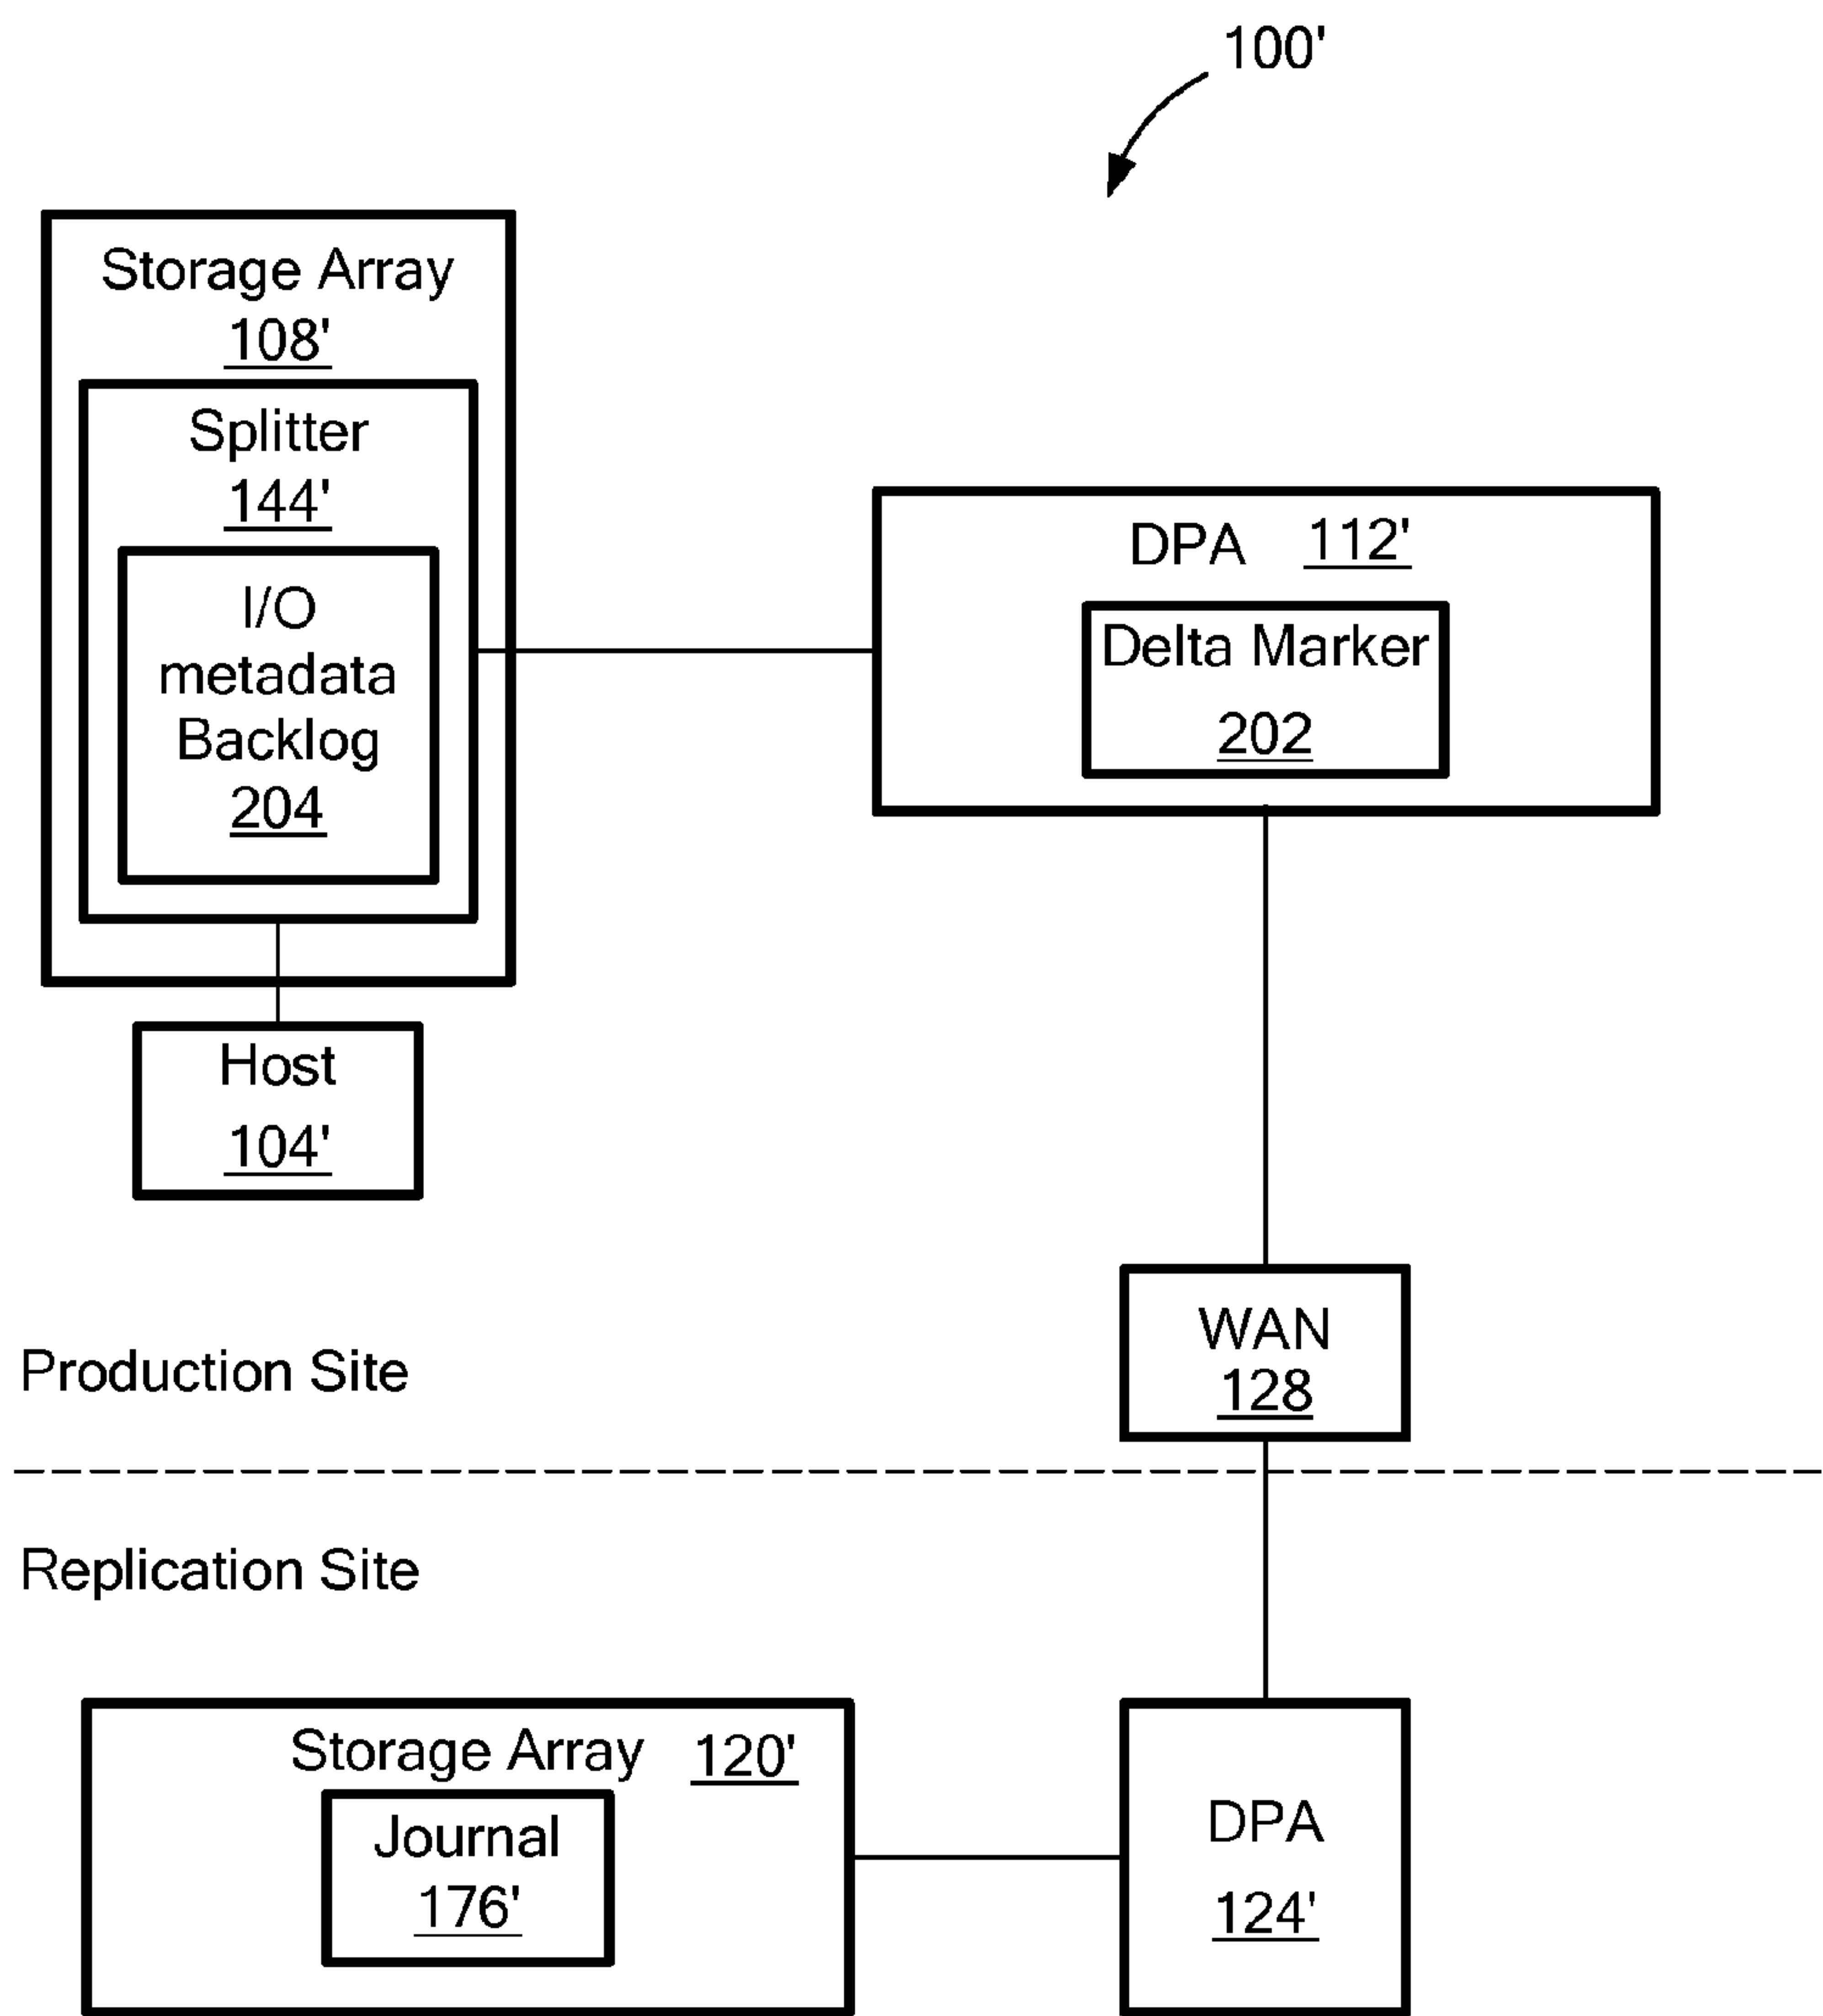 100'
Storage Array
108'
Splitter
144'
I/O
metadata
Backlog
204
DPA 112'
Delta Marker
202
Host
104'
WAN
128
Production Site
Replication Site
Storage Array 120'
Journal
176'
DPA
124'